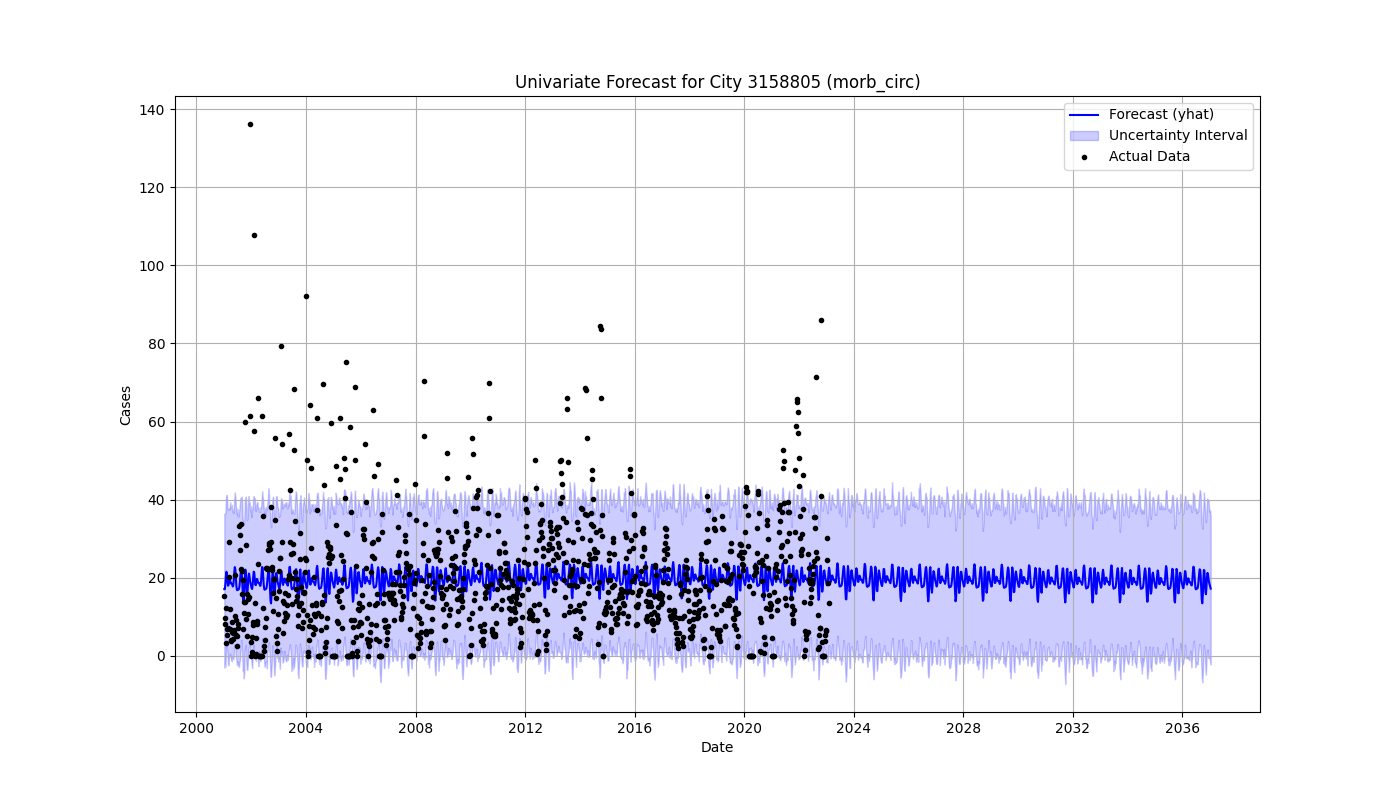 Univariate Forecast for City 3158805 (morb_circ)
Forecast (yhat)
Uncertainty Interval
Actual Data
140
120
100
80
60
40
20
0
Cases
2000 2004 2008 2012 2016 2020 2024 2028 2032 2036
Date